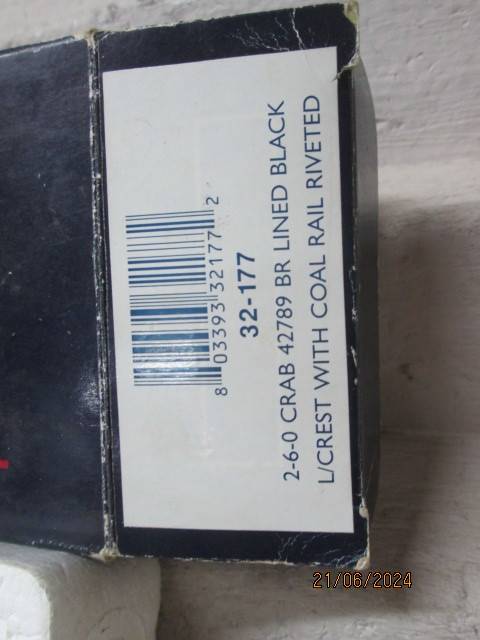 8 03393 32177 2
32-177
2-6-0 CRAB 42789 BR LINED BLACK
L/CREST WITH COAL RAIL RIVETED
21/06/2024